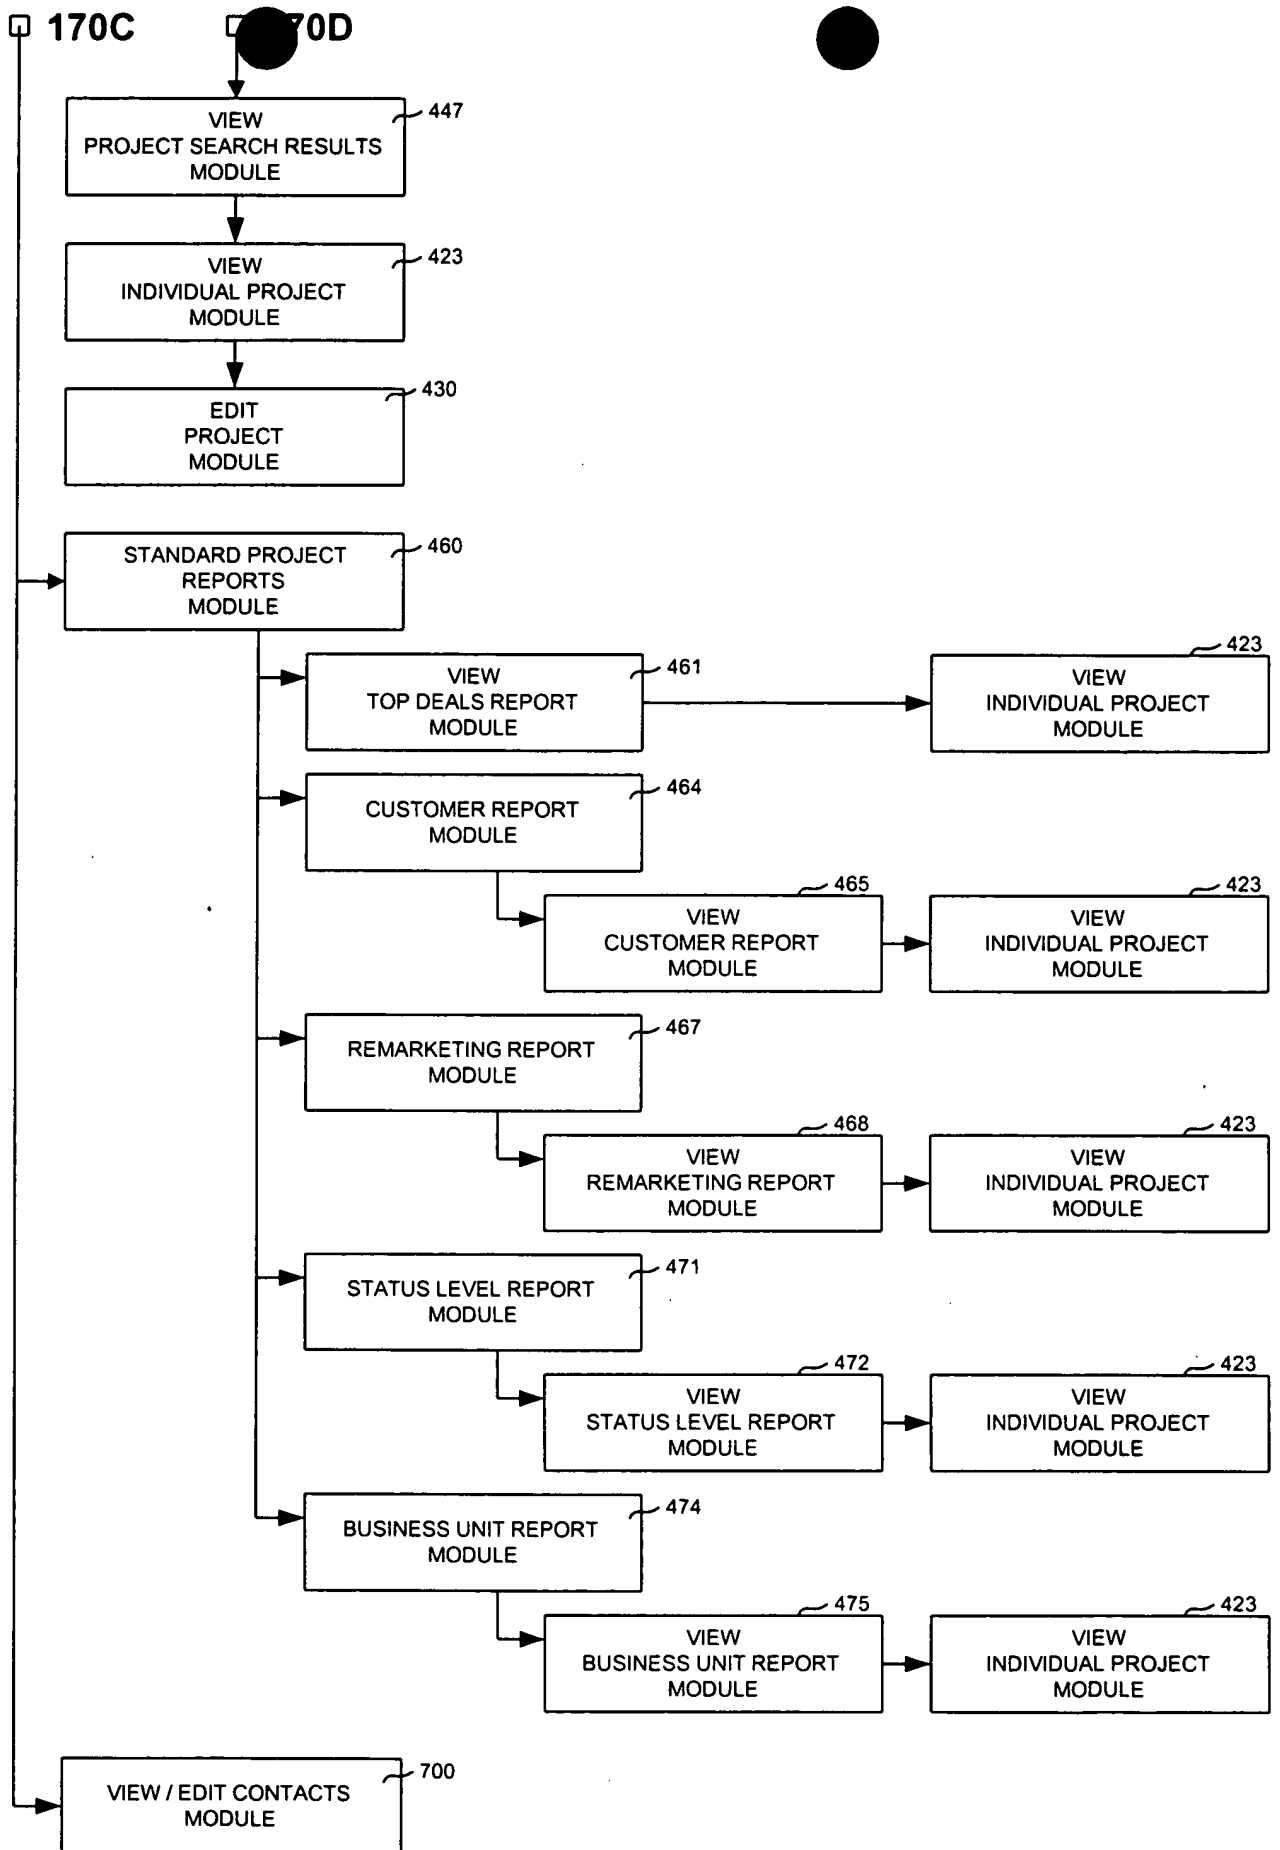 170C
70D
VIEW
PROJECT SEARCH RESULTS
MODULE
447
VIEW
INDIVIDUAL PROJECT
MODULE
423
EDIT
PROJECT
MODULE
430
STANDARD PROJECT
REPORTS
MODULE
460
VIEW
TOP DEALS REPORT
MODULE
461
VIEW
INDIVIDUAL PROJECT
MODULE
423
CUSTOMER REPORT
MODULE
464
VIEW
CUSTOMER REPORT
MODULE
465
VIEW
INDIVIDUAL PROJECT
MODULE
423
REMARKETING REPORT
MODULE
467
VIEW
REMARKETING REPORT
MODULE
468
VIEW
INDIVIDUAL PROJECT
MODULE
423
STATUS LEVEL REPORT
MODULE
471
VIEW
STATUS LEVEL REPORT
MODULE
472
VIEW
INDIVIDUAL PROJECT
MODULE
423
BUSINESS UNIT REPORT
MODULE
474
VIEW
BUSINESS UNIT REPORT
MODULE
475
VIEW
INDIVIDUAL PROJECT
MODULE
423
VIEW / EDIT CONTACTS
MODULE
700